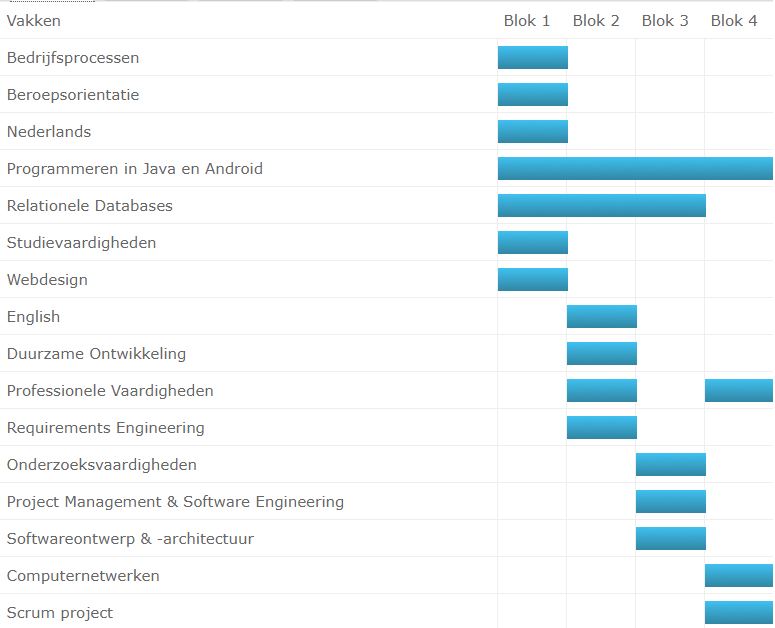 Vakken Blok 1 Blok 2 Blok 3 Blok 4
Bedrijfsprocessen
Beroepsorientatie
Nederlands
Programmeren in Java en Android
Relationele Databases
Studievaardigheden
Webdesign
English
Duurzame Ontwikkeling
Professionele Vaardigheden
Requirements Engineering
Onderzoeksvaardigheden
Project Management & Software Engineering
Softwareontwerp & -architectuur
Computernetwerken
Scrum project